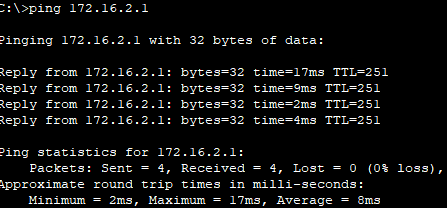 C:\>ping 172.16.2.1
Pinging 172.16.2.1 with 32 bytes of data:
Reply from 172.16.2.1: bytes=32 time=17ms TTL=251
Reply from 172.16.2.1: bytes=32 time=9ms TTL=251
Reply from 172.16.2.1: bytes=32 time=2ms TTL=251
Reply from 172.16.2.1: bytes=32 time=4ms TTL=251
Ping statistics for 172.16.2.1:
Packets: Sent = 4, Received = 4, Lost = 0 (0% loss),
Approximate round trip times in milli-seconds:
Minimum = 2ms, Maximum = 17ms, Average = 8ms